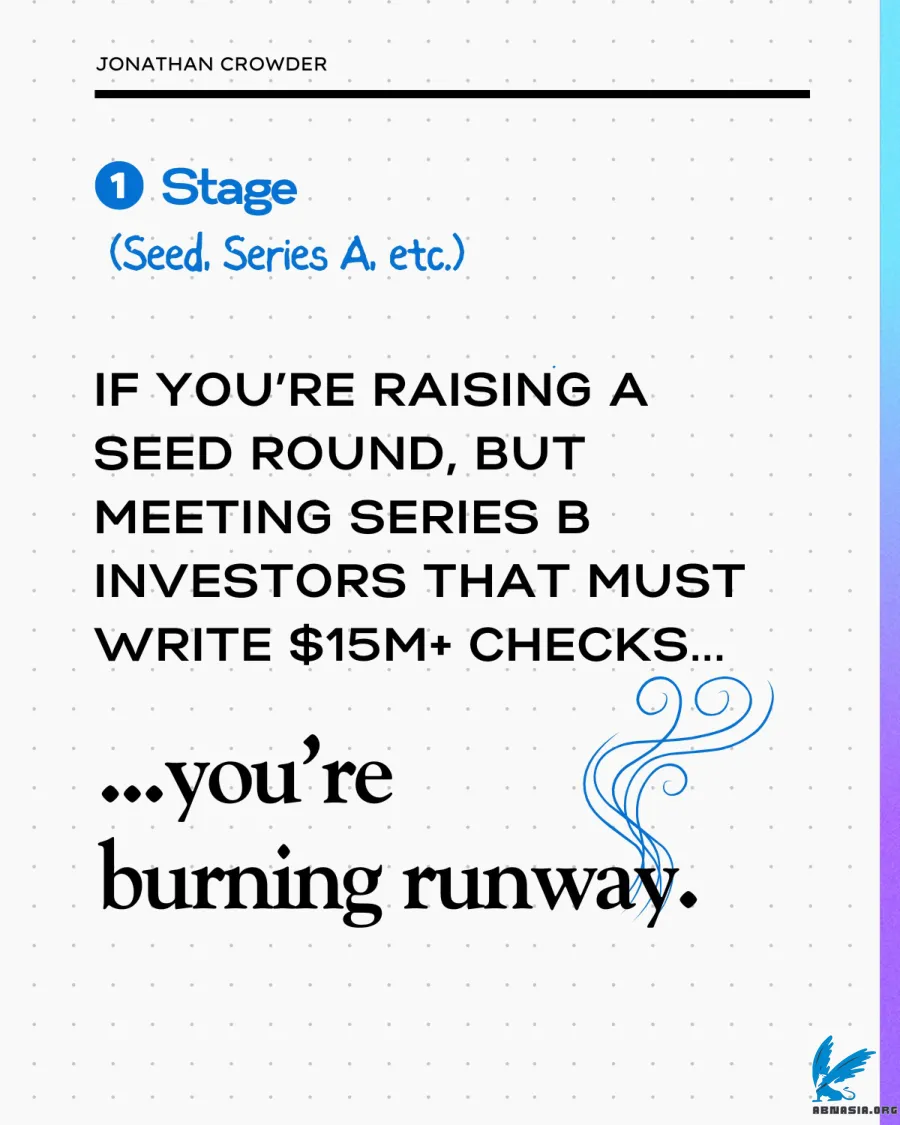 JONATHAN CROWDER
1 Stage
(Seed, Series A, etc.)
IF YOU'RE RAISING A
SEED ROUND, BUT
MEETING SERIES B
INVESTORS THAT MUST
WRITE $15M+ CHECKS...
...you're
burning runway.
ABNASIA.ORG